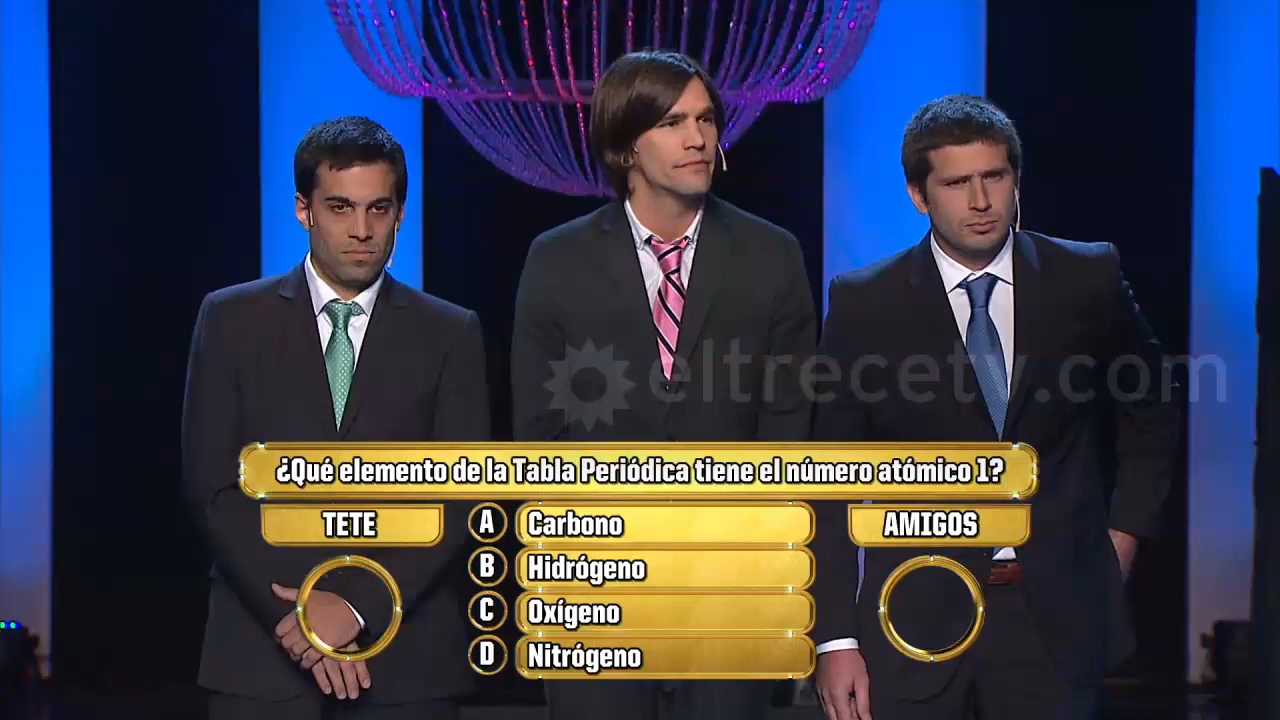 eltrecetv.com
¿Qué elemento de la Tabla Periódica tiene el número atómico 1?
TETE
A Carbono
B Hidrógeno
C Oxígeno
D Nitrógeno
AMIGOS